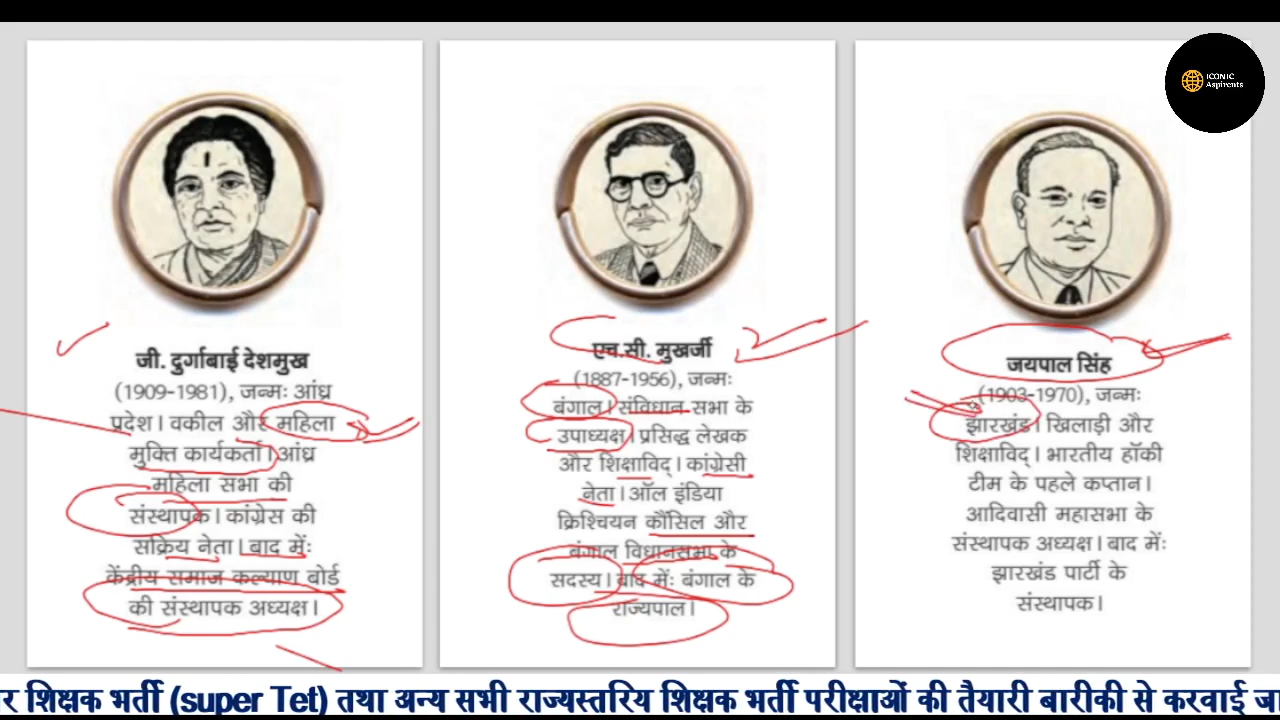 ICONIC
Aspirents
जी. दुर्गाबाई देशमुख
(1909-1981), जन्मः आंध्र
प्रदेश। वकील और महिला
मुक्ति कार्यकर्ता। आंध्र
महिला सभा की
संस्थापक। कांग्रेस की
सक्रिय नेता। बाद में:
केंद्रीय समाज कल्याण बोर्ड
की संस्थापक अध्यक्ष।
एच.सी. मुखर्जी
(1887-1956), जन्मः
बंगाल। संविधान सभा के
उपाध्यक्ष। प्रसिद्ध लेखक
और शिक्षाविद्। कांग्रेसी
नेता। ऑल इंडिया
क्रिश्चियन कौंसिल और
बंगाल विधानसभा के
सदस्य। बाद में: बंगाल के
राज्यपाल।
जयपाल सिंह
(1903-1970), जन्मः
झारखंड। खिलाड़ी और
शिक्षाविद्। भारतीय हॉकी
टीम के पहले कप्तान।
आदिवासी महासभा के
संस्थापक अध्यक्ष। बाद में:
झारखंड पार्टी के
संस्थापक।
र शिक्षक भर्ती (super Tet) तथा अन्य सभी राज्यस्तरिय शिक्षक भर्ती परीक्षाओं की तैयारी बारीकी से करवाई जा